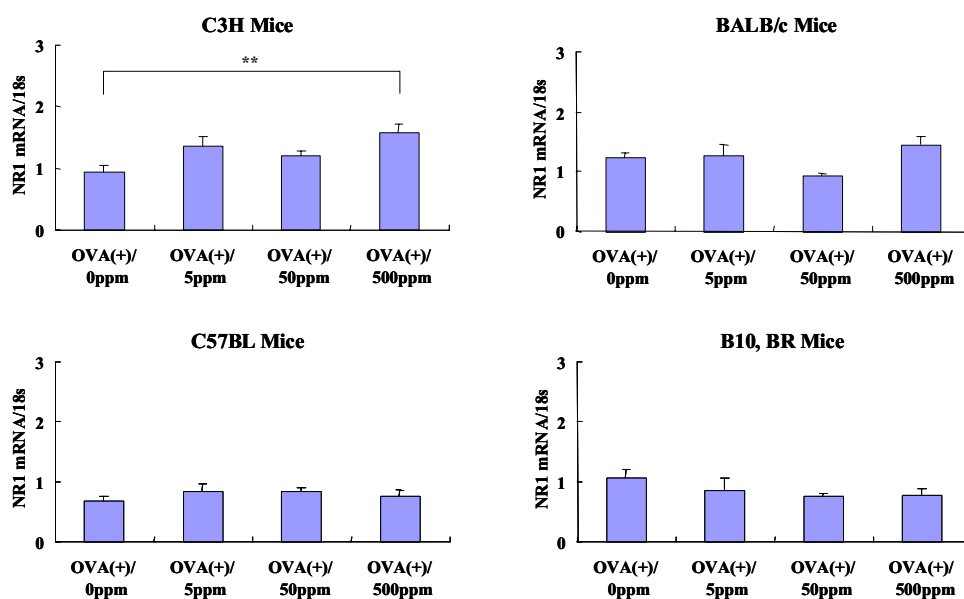 C3H Mice
3
**
2
1
0
NR1 mRNA/18s
OVA(+)/ OVA(+)/ OVA(+)/ OVA(+)/
0ppm 5ppm 50ppm 500ppm
BALB/c Mice
3
2
1
0
NR1 mRNA/18s
OVA(+)/ OVA(+)/ OVA(+)/ OVA(+)/
0ppm 5ppm 50ppm 500ppm
C57BL Mice
3
2
1
0
NR1 mRNA/18s
OVA(+)/ OVA(+)/ OVA(+)/ OVA(+)/
0ppm 5ppm 50ppm 500ppm
B10, BR Mice
3
2
1
0
NR1 mRNA/18s
OVA(+)/ OVA(+)/ OVA(+)/ OVA(+)/
0ppm 5ppm 50ppm 500ppm